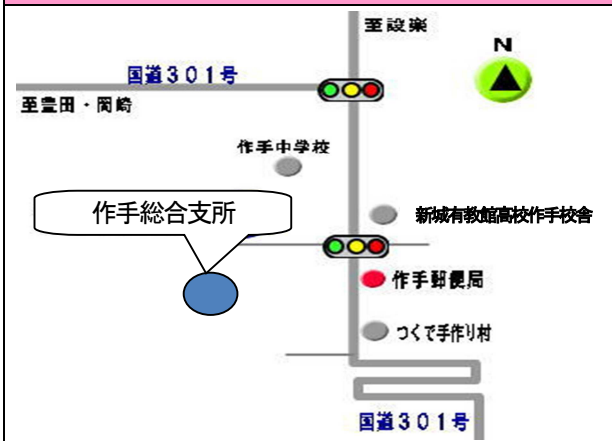 至設楽
N
国道301号
至豊田・岡崎
作手中学校
作手総合支所
新城有教館高校作手校舎
作手郵便局
つくで手作り村
国道301号